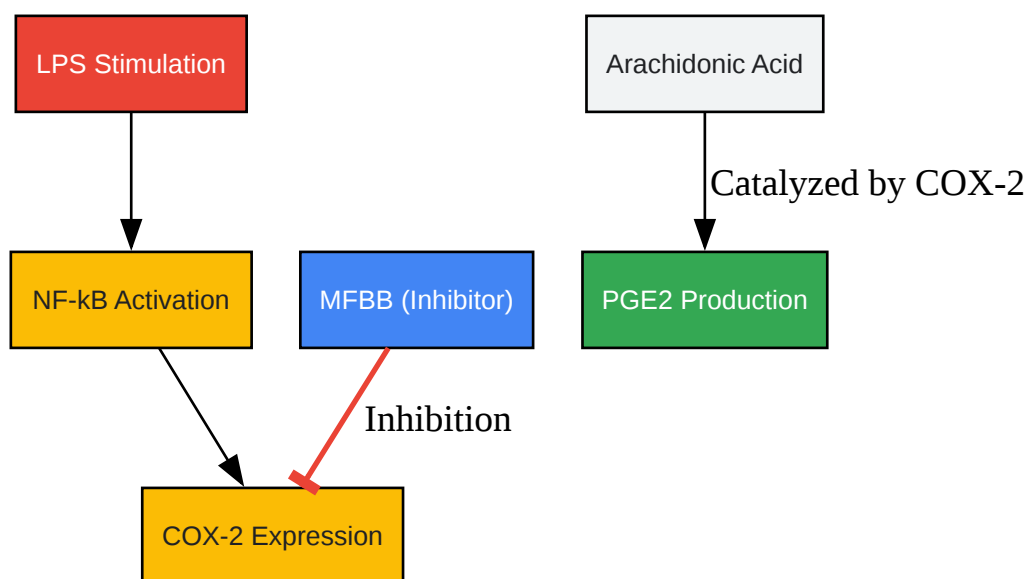 LPS Stimulation
Arachidonic Acid
Catalyzed by COX-2
NF-kB Activation
MFBB (Inhibitor)
PGE2 Production
Inhibition
COX-2 Expression